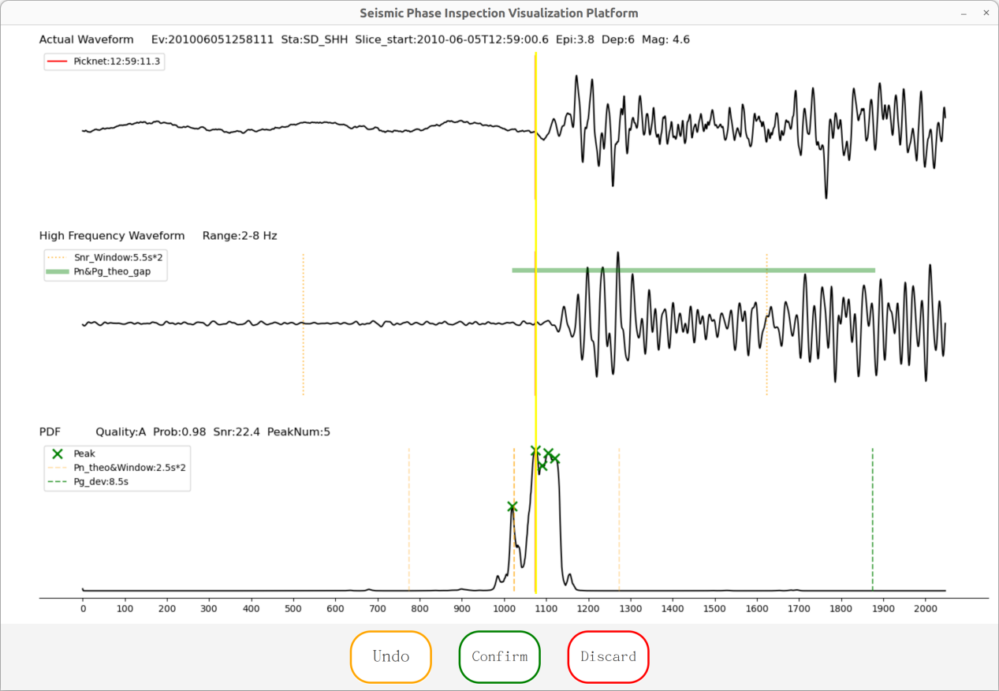 Seismic Phase Inspection Visualization Platform
Actual Waveform Ev:201006051258111 Sta:SD_SHH Slice_start:2010-06-05T12:59:00.6 Epi:3.8 Dep:6 Mag: 4.6
Picknet:12:59:11.3
High Frequency Waveform Range:2-8 Hz
Snr_Window:5.5s*2
Pn&Pg_theo_gap
PDF Quality:A Prob:0.98 Snr:22.4 PeakNum:5
Peak
Pn_theo&Window:2.5s*2
Pg_dev:8.5s
0 100 200 300 400 500 600 700 800 900 1000 1100 1200 1300 1400 1500 1600 1700 1800 1900 2000
Undo Confirm Discard